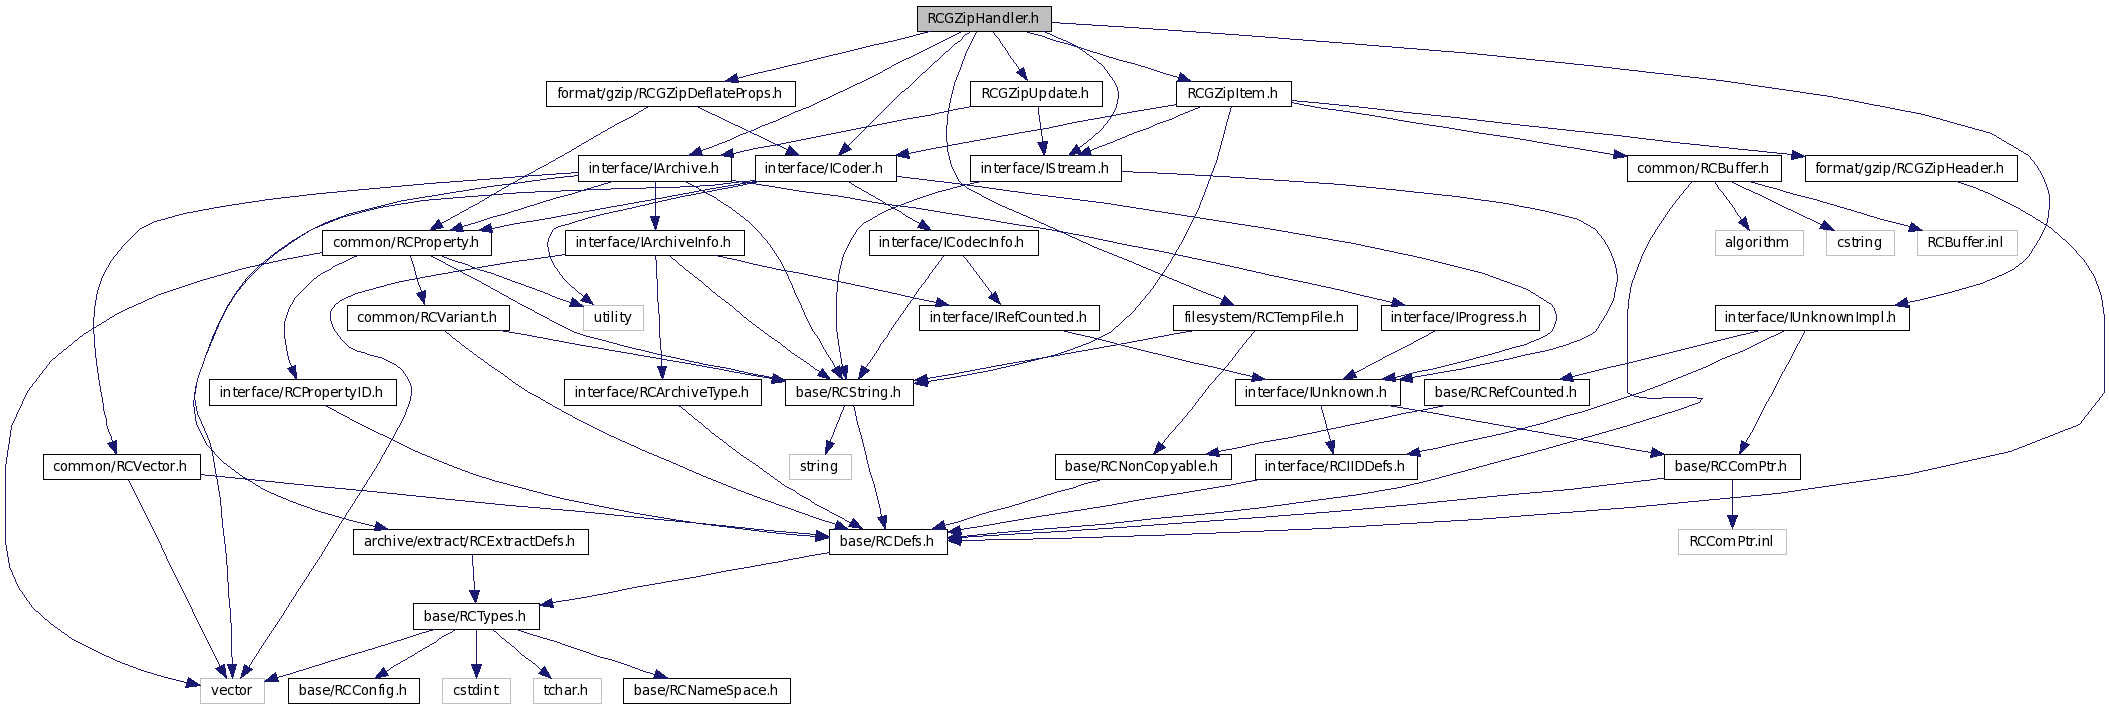 RCGZipHandler.h
format/gzip/RCGZipDeflateProps.h
RCGZipUpdate.h
RCGZipItem.h
interface/IArchive.h
interface/ICoder.h
interface/IStream.h
common/RCBuffer.h
format/gzip/RCGZipHeader.h
common/RCProperty.h
interface/IArchiveInfo.h
interface/ICodecInfo.h
algorithm
cstring
RCBuffer.inl
common/RCVariant.h
utility
interface/IRefCounted.h
filesystem/RCTempFile.h
interface/IProgress.h
interface/IUnknownImpl.h
interface/RCPropertyID.h
interface/RCArchiveType.h
base/RCString.h
interface/IUnknown.h
base/RCRefCounted.h
common/RCVector.h
string
base/RCNonCopyable.h
interface/RCIIDDefs.h
base/RCComPtr.h
archive/extract/RCExtractDefs.h
base/RCDefs.h
RCComPtr.inl
base/RCTypes.h
vector
base/RCConfig.h
cstdint
tchar.h
base/RCNameSpace.h